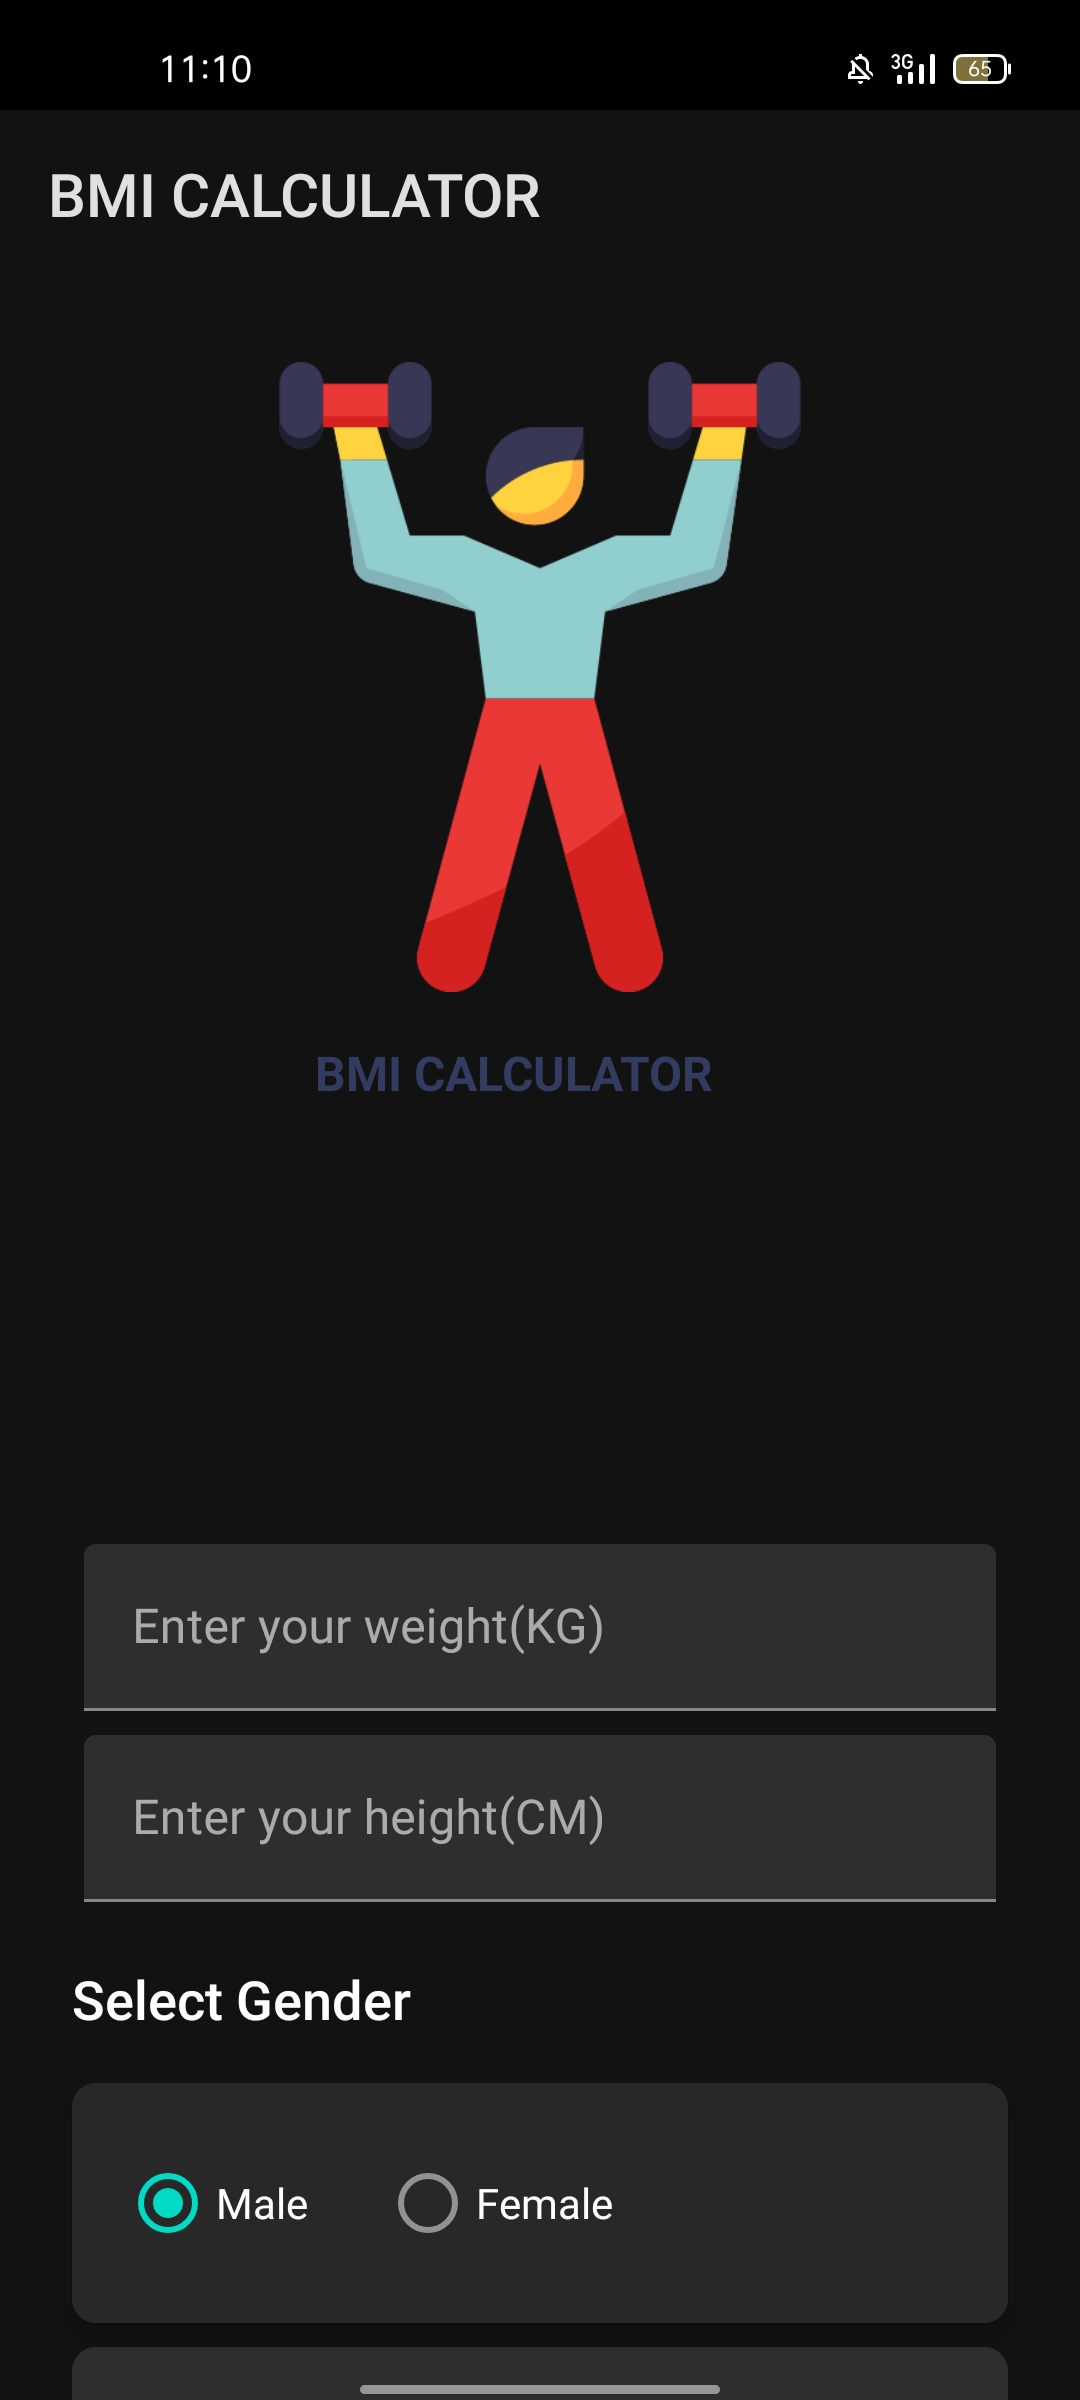 11:10 3G 65
BMI CALCULATOR
BMI CALCULATOR
Enter your weight(KG)
Enter your height(CM)
Select Gender
Male Female